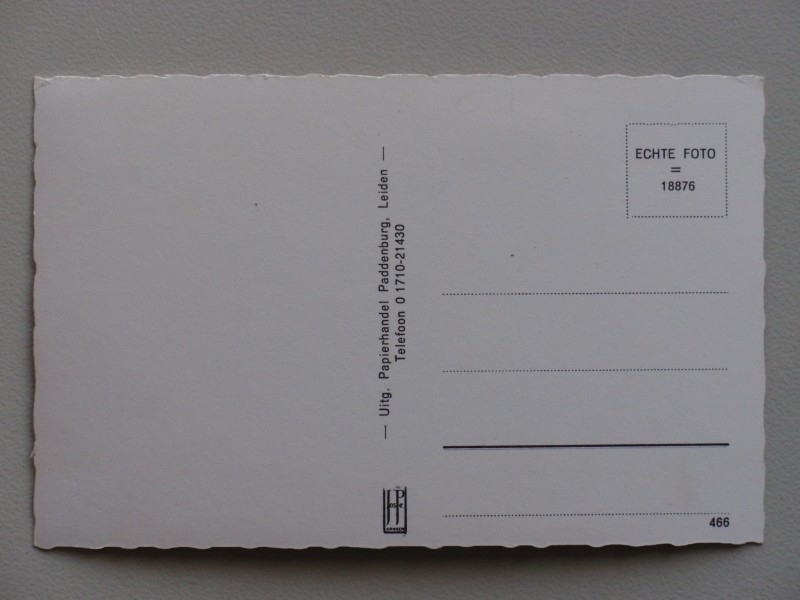 — Uitg. Papierhandel Paddenburg, Leiden —
Telefoon 0 1710-21430
ECHTE FOTO
=
18876
466